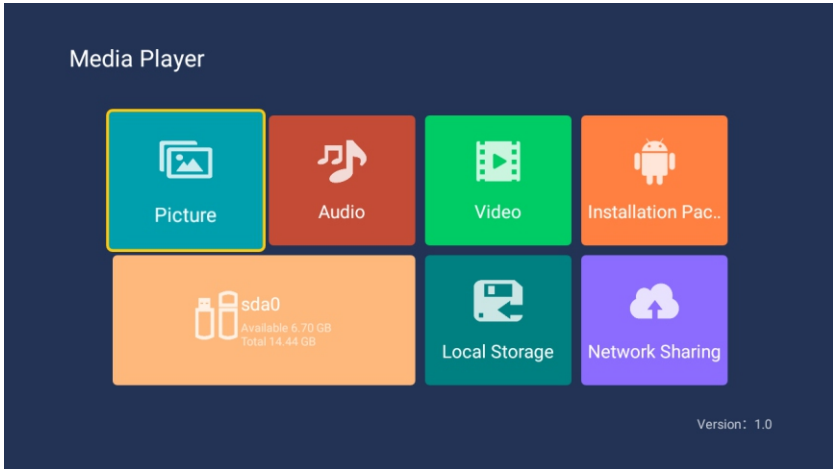 Media Player
Picture
Audio
Video
Installation Pac..
sda0
Available 6.70 GB
Total 14.44 GB
Local Storage
Network Sharing
Version： 1.0